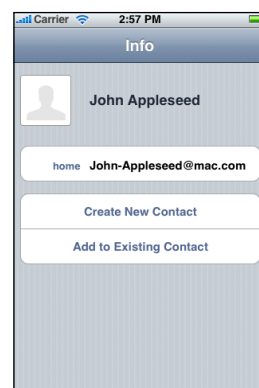 Carrier 2:57 PM
Info
John Appleseed
home John-Appleseed@mac.com
Create New Contact
Add to Existing Contact